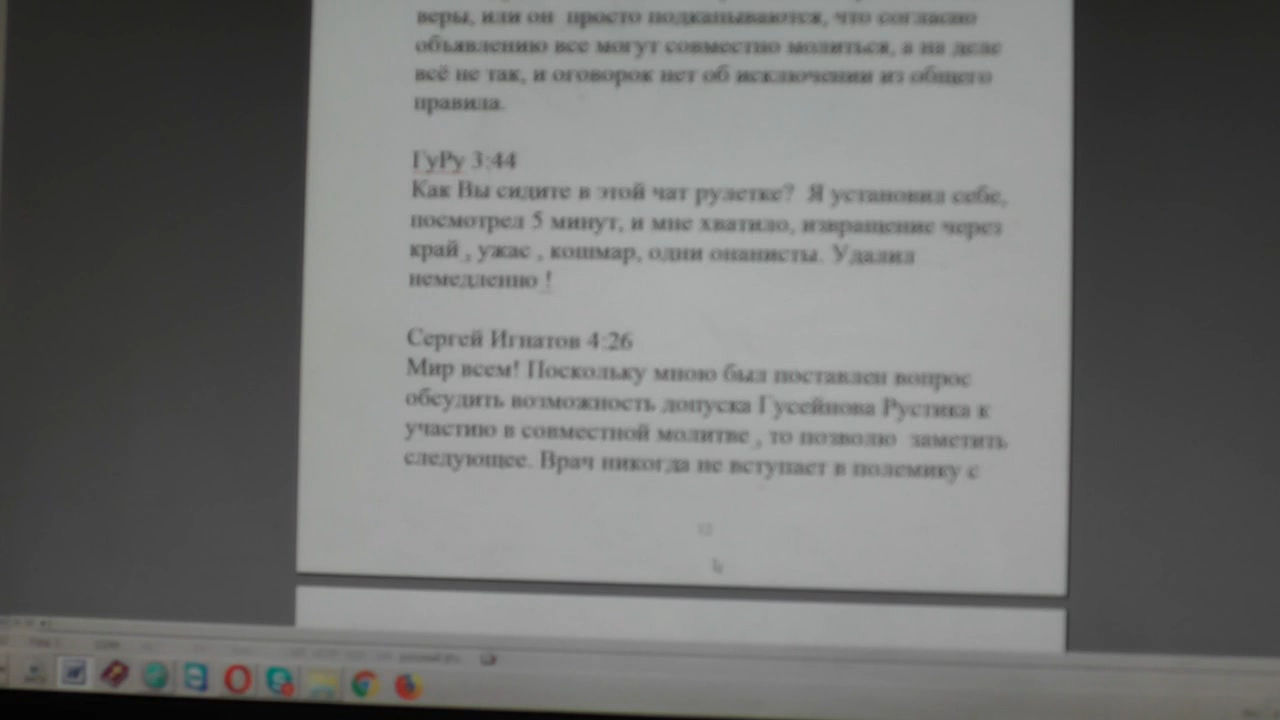 веры, или он просто подкапываются, что согласно
объявлению все могут совместно молиться, а на деле
всё не так, и оговорок нет об исключении из общего
правила.
ГуРу 3:44
Как Вы сидите в этой чат рулетке? Я установил себе,
посмотрел 5 минут, и мне хватило, извращение через
край , ужас , кошмар, одни онанисты. Удалил
немедленно !
Сергей Игнатов 4:26
Мир всем! Поскольку мною был поставлен вопрос
обсудить возможность допуска Гусейнова Рустика к
участию в совместной молитве , то позволю заметить
следующее. Врач никогда не вступает в полемику с
12